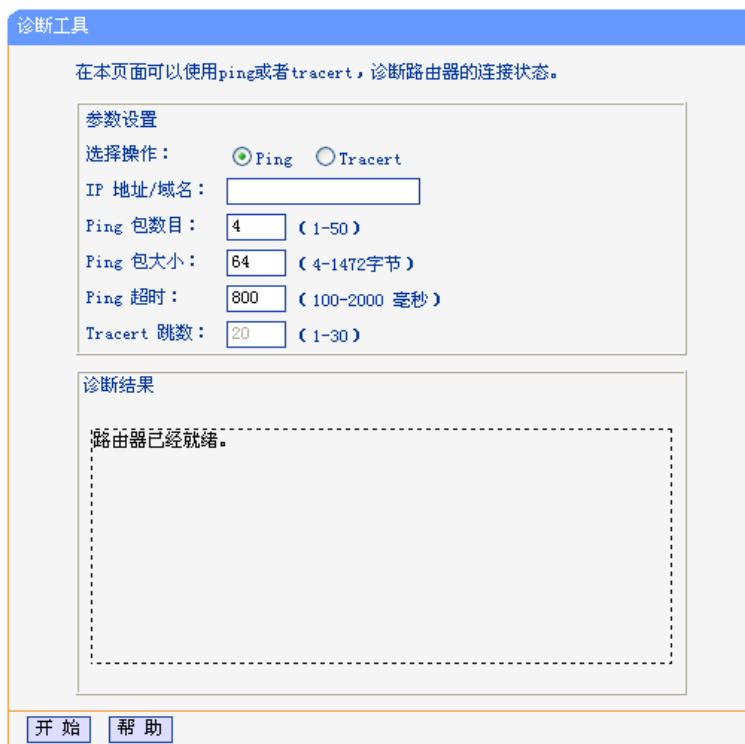 诊断工具
在本页面可以使用ping或者tracert，诊断路由器的连接状态。
参数设置
选择操作： Ping Tracert
IP 地址/域名：
Ping 包数目： 4 （1-50）
Ping 包大小： 64 （4-1472字节）
Ping 超时： 800 （100-2000 毫秒）
Tracert 跳数： 20 （1-30）
诊断结果
路由器已经就绪。
开 始 帮 助